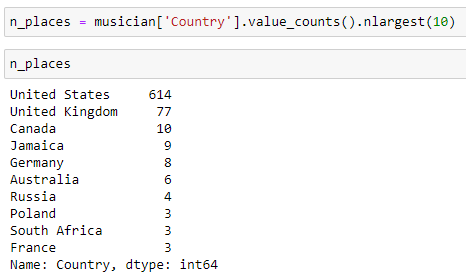 n_places = musician['Country'].value_counts().nlargest(10)
n_places
United States     614
United Kingdom     77
Canada             10
Jamaica             9
Germany             8
Australia           6
Russia              4
Poland              3
South Africa        3
France              3
Name: Country, dtype: int64